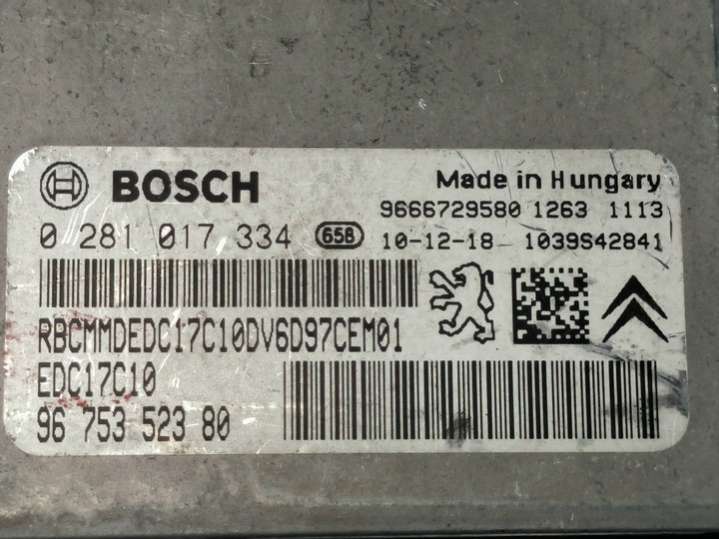 BOSCH
Made in Hungary
9666729580 1263 1113
0 281 017 334 658
10-12-18 1039S42841
RBCMMDEDC17C10DV6D97CEM01
EDC17C10
96 753 523 80